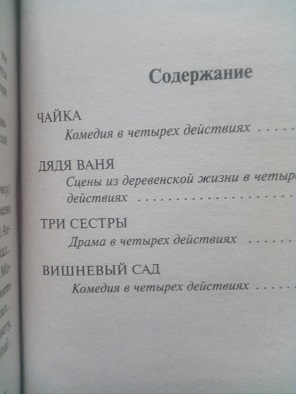 Содержание
ЧАЙКА
Комедия в четырех действиях . . . . .
ДЯДЯ ВАНЯ
Сцены из деревенской жизни в четыр
действиях . . . . . . . . . . . . . . . . . .
ТРИ СЕСТРЫ
Драма в четырех действиях . . . . . .
ВИШНЕВЫЙ САД
Комедия в четырех действиях . . . . .